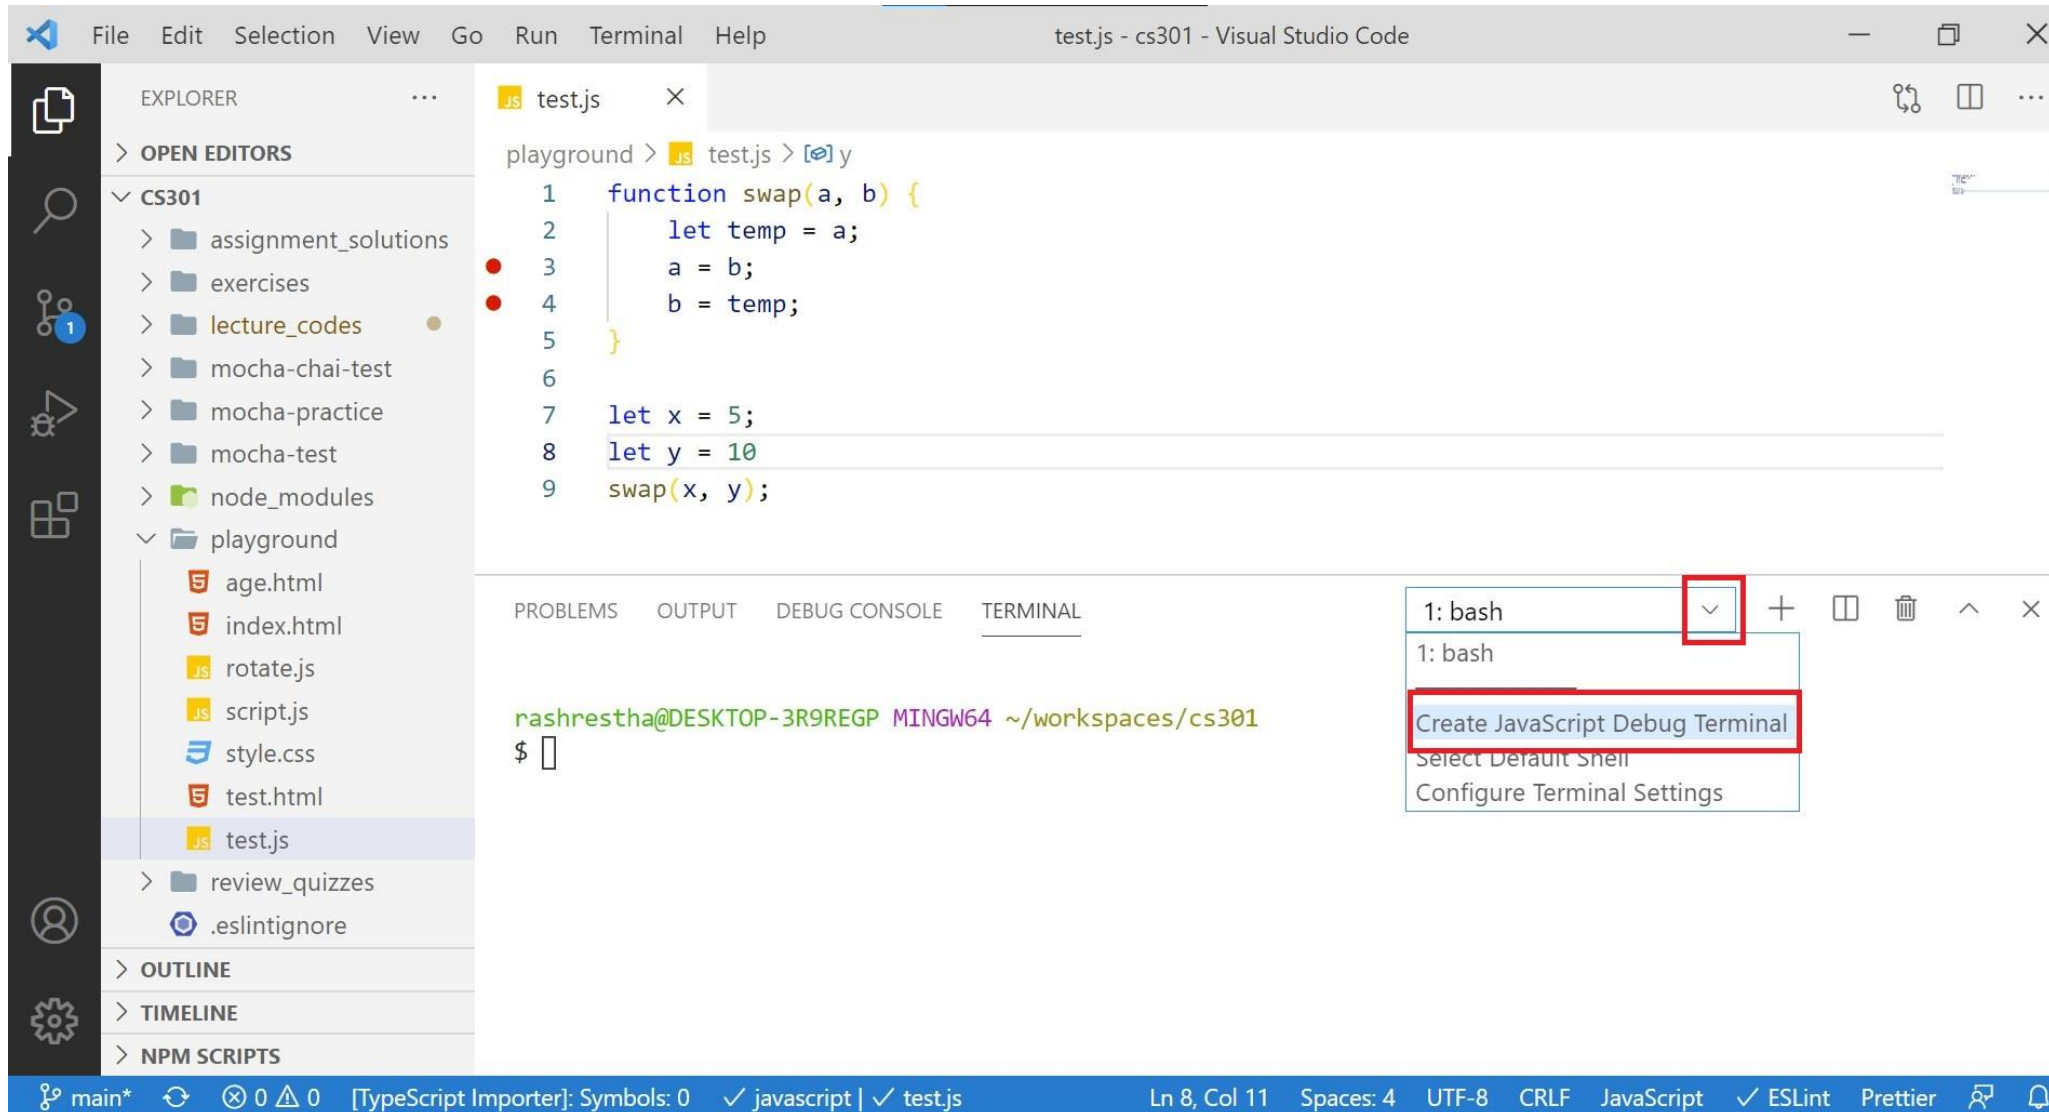 File Edit Selection View Go Run Terminal Help test.js - cs301 - Visual Studio Code
EXPLORER
OPEN EDITORS
CS301
assignment_solutions
exercises
lecture_codes
mocha-chai-test
mocha-practice
mocha-test
node_modules
playground
age.html
index.html
rotate.js
script.js
style.css
test.html
test.js
review_quizzes
.eslintignore
OUTLINE
TIMELINE
NPM SCRIPTS
1
JS test.js
playground > JS test.js > y
1 function swap(a, b) {
2 let temp = a;
3 a = b;
4 b = temp;
5 }
6
7 let x = 5;
8 let y = 10
9 swap(x, y);
PROBLEMS OUTPUT DEBUG CONSOLE TERMINAL
1: bash
1: bash
Create JavaScript Debug Terminal
Select Default Shell
Configure Terminal Settings
rashrestha@DESKTOP-3R9REGP MINGW64 ~/workspaces/cs301
$
main* 0 0 [TypeScript Importer]: Symbols: 0 ✓ javascript | ✓ test.js Ln 8, Col 11 Spaces: 4 UTF-8 CRLF JavaScript ✓ ESLint Prettier